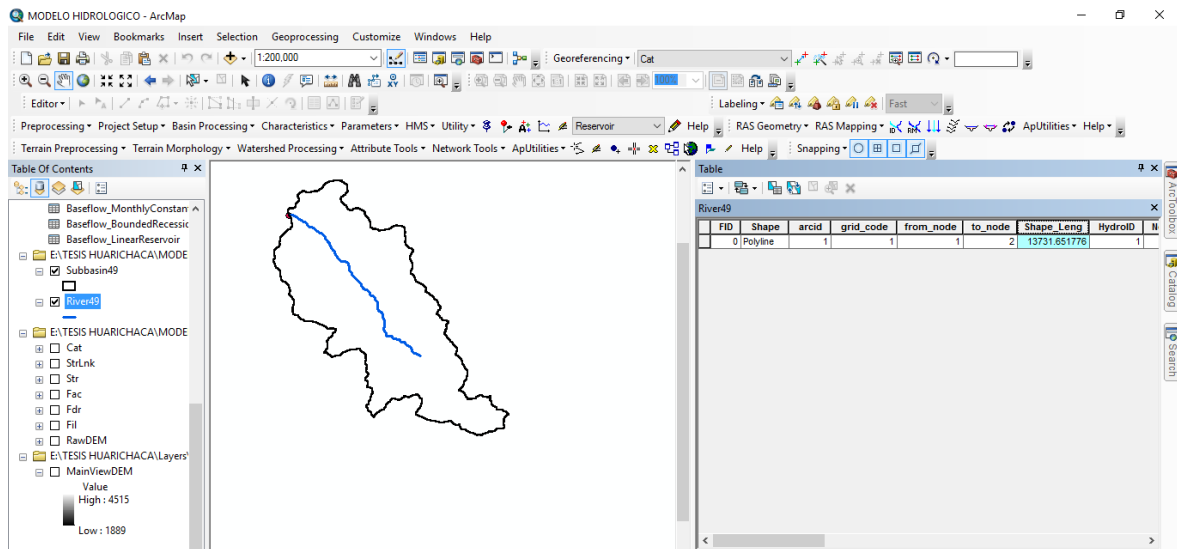 MODELO HIDROLOGICO - ArcMap
File Edit View Bookmarks Insert Selection Geoprocessing Customize Windows Help
1:200,000 Georeferencing Cat
100%
Editor Labeling Fast
Preprocessing Project Setup Basin Processing Characteristics Parameters HMS Utility Reservoir Help RAS Geometry RAS Mapping ApUtilities Help
Terrain Preprocessing Terrain Morphology Watershed Processing Attribute Tools Network Tools ApUtilities Help Snapping
Table Of Contents
Baseflow_MonthlyConstan
Baseflow_BoundedRecessic
Baseflow_LinearReservoir
E:\TESIS HUARICHACA\MODE
Subbasin49
River49
E:\TESIS HUARICHACA\MODE
Cat
StrLnk
Str
Fac
Fdr
Fil
RawDEM
E:\TESIS HUARICHACA\Layers\
MainViewDEM
Value
High : 4515
Low : 1889
Table
River49
FID Shape arcid grid_code from_node to_node Shape_Leng HydroID N
0 Polyline 1 1 1 2 13731.651776 1
ArcToolbox
Catalog
Search